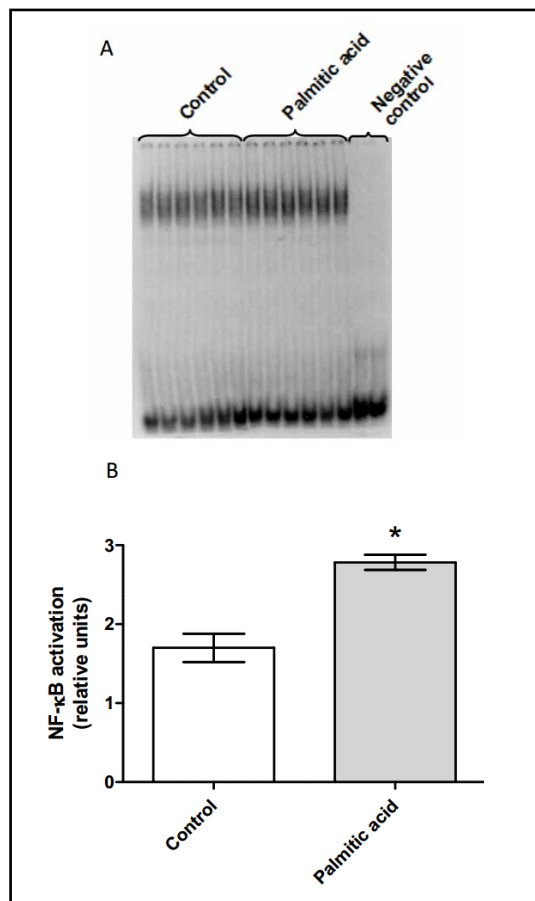 A
Control
Palmitic acid
Negative
control
B
NF-κB activation
(relative units)
3
2
1
0
*
Control
Palmitic acid